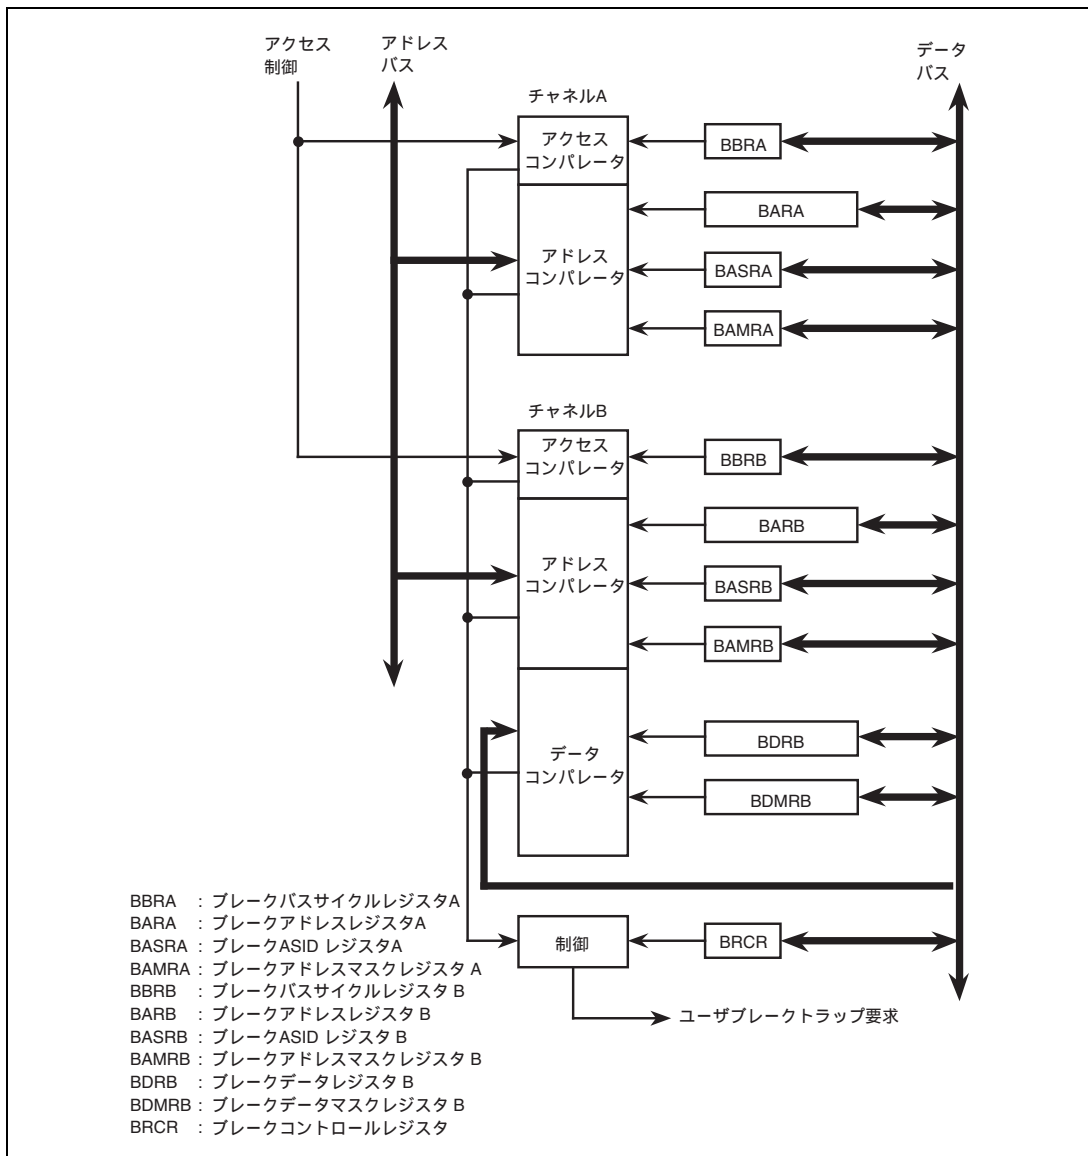 アクセス
制御
アドレス
バス
データ
バス
チャネルA
アクセス
コンパレータ
BBRA
BARA
アドレス
コンパレータ
BASRA
BAMRA
チャネルB
アクセス
コンパレータ
BBRB
BARB
アドレス
コンパレータ
BASRB
BAMRB
データ
コンパレータ
BDRB
BDMRB
制御
BRCR
ユーザブレークトラップ要求
BBRA : ブレークバスサイクルレジスタA
BARA : ブレークアドレスレジスタA
BASRA : ブレークASID レジスタA
BAMRA : ブレークアドレスマスクレジスタ A
BBRB : ブレークバスサイクルレジスタ B
BARB : ブレークアドレスレジスタ B
BASRB : ブレークASID レジスタ B
BAMRB : ブレークアドレスマスクレジスタ B
BDRB : ブレークデータレジスタ B
BDMRB : ブレークデータマスクレジスタ B
BRCR : ブレークコントロールレジスタ